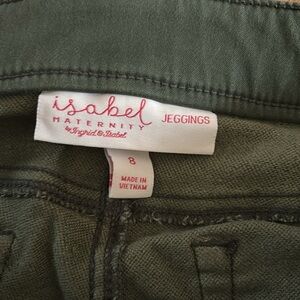 isabel
MATERNITY
by Ingrid & Isabel
JEGGINGS
8
MADE IN
VIETNAM